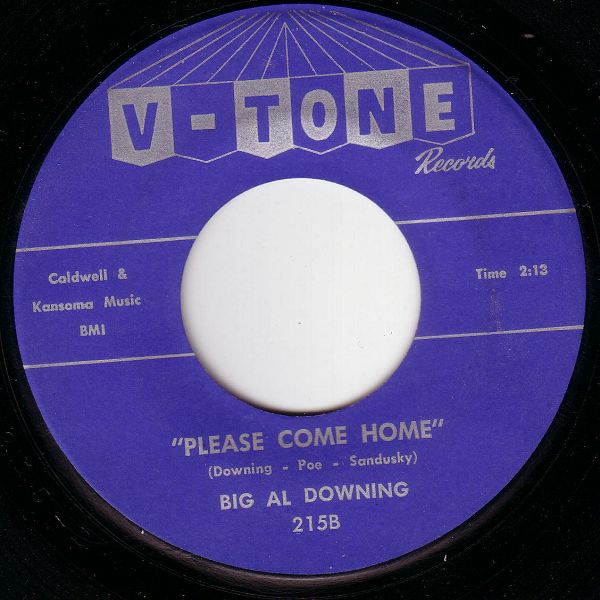 V-TONE
Records
Caldwell &
Kansoma Music
BMI
Time 2:13
"PLEASE COME HOME"
(Downing - Poe - Sandusky)
BIG AL DOWNING
215B